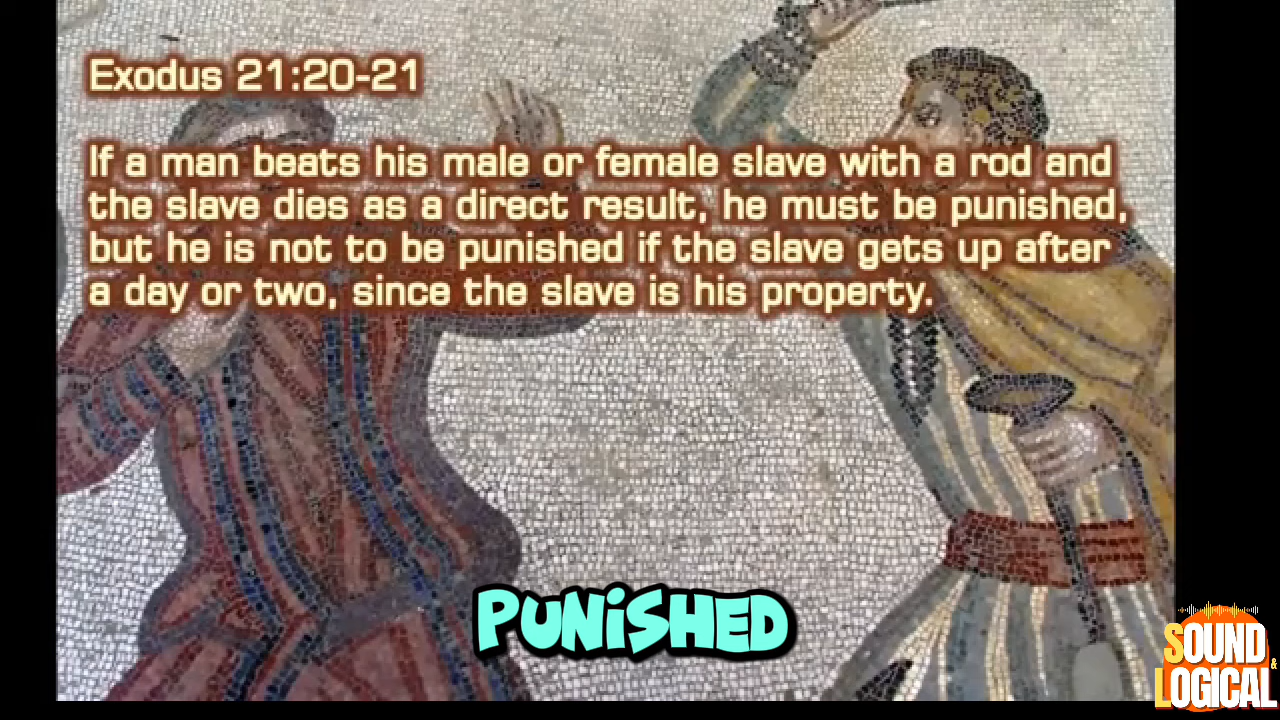 Exodus 21:20-21
If a man beats his male or female slave with a rod and
the slave dies as a direct result, he must be punished,
but he is not to be punished if the slave gets up after
a day or two, since the slave is his property.
PUNiSHED
SOUND
&
LOGICAL